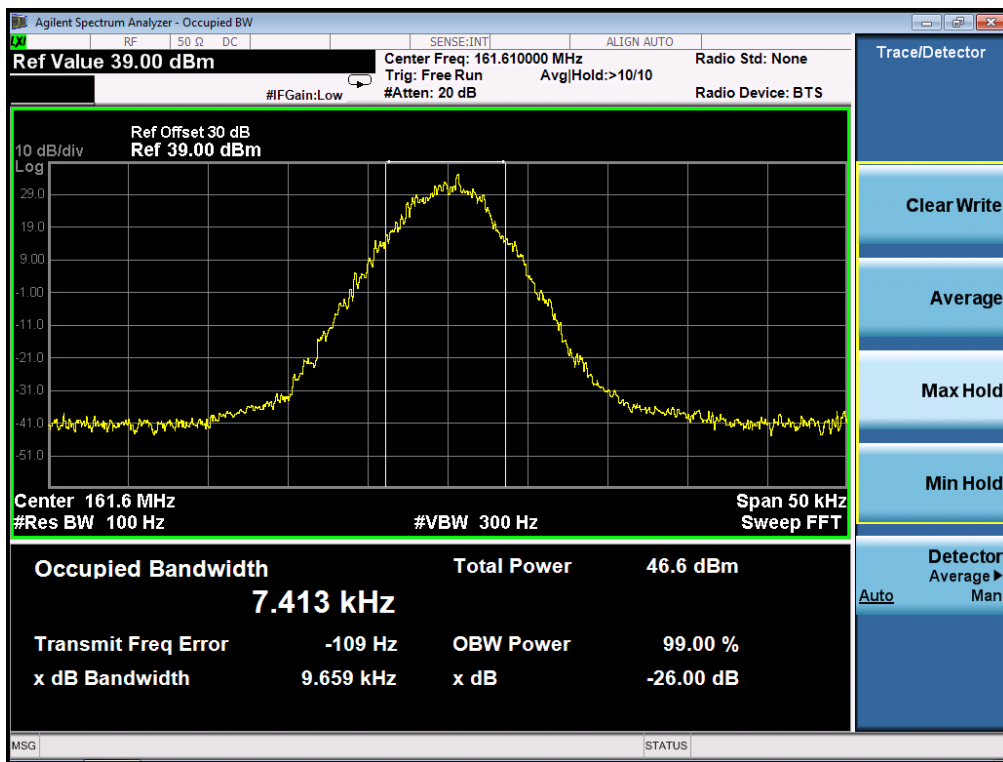 Agilent Spectrum Analyzer - Occupied BW
LXI RF 50 Ω DC SENSE:INT ALIGN AUTO
Ref Value 39.00 dBm
Center Freq: 161.610000 MHz Radio Std: None
Trig: Free Run Avg|Hold:>10/10
#IFGain:Low #Atten: 20 dB Radio Device: BTS
Ref Offset 30 dB
10 dB/div Ref 39.00 dBm
Log
29.0
19.0
9.00
-1.00
-11.0
-21.0
-31.0
-41.0
-51.0
Center 161.6 MHz Span 50 kHz
#Res BW 100 Hz #VBW 300 Hz Sweep FFT
Occupied Bandwidth Total Power 46.6 dBm
7.413 kHz
Transmit Freq Error -109 Hz OBW Power 99.00 %
x dB Bandwidth 9.659 kHz x dB -26.00 dB
MSG STATUS
Trace/Detector
Clear Write
Average
Max Hold
Min Hold
Detector
Average
Auto Man